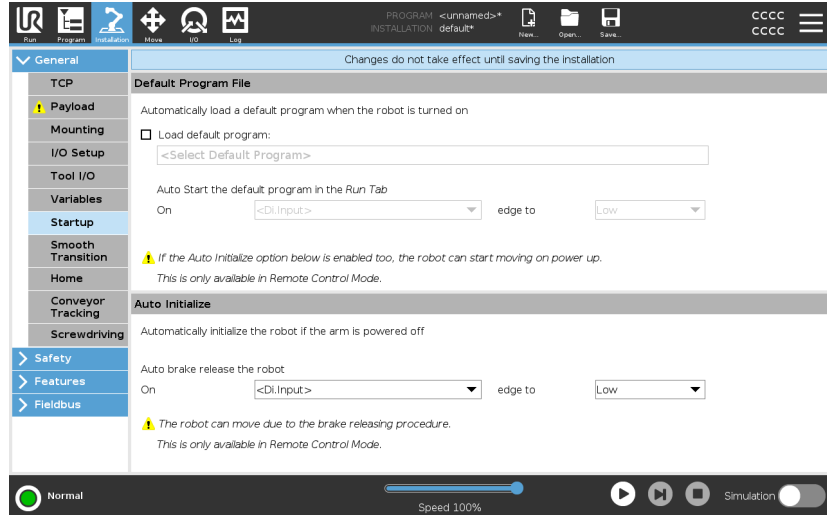 UR
PROGRAM <unnamed>*
INSTALLATION default*
Run
Program
Installation
Move
I/O
Log
New...
Open...
Save...
CCCC
CCCC
General
Changes do not take effect until saving the installation
TCP
Payload
Mounting
I/O Setup
Tool I/O
Variables
Startup
Smooth
Transition
Home
Conveyor
Tracking
Screwdriving
Safety
Features
Fieldbus
Default Program File
Automatically load a default program when the robot is turned on
Load default program:
<Select Default Program>
Auto Start the default program in the Run Tab
On <Di.Input> edge to Low
If the Auto Initialize option below is enabled too, the robot can start moving on power up.
This is only available in Remote Control Mode.
Auto Initialize
Automatically initialize the robot if the arm is powered off
Auto brake release the robot
On <Di.Input> edge to Low
The robot can move due to the brake releasing procedure.
This is only available in Remote Control Mode.
Normal
Speed 100%
Simulation